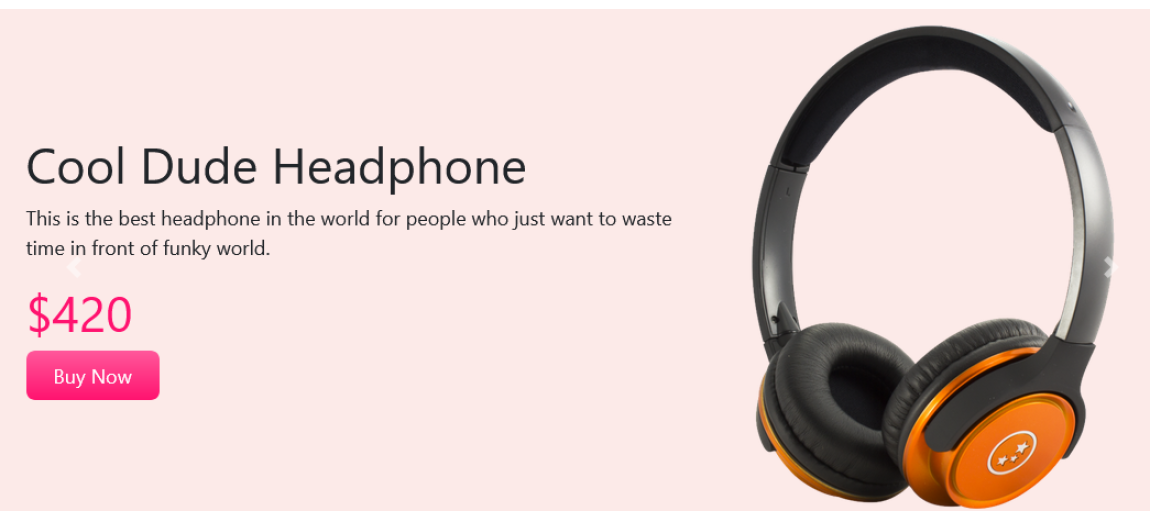 Cool Dude Headphone
This is the best headphone in the world for people who just want to waste
time in front of funky world.
$420
Buy Now